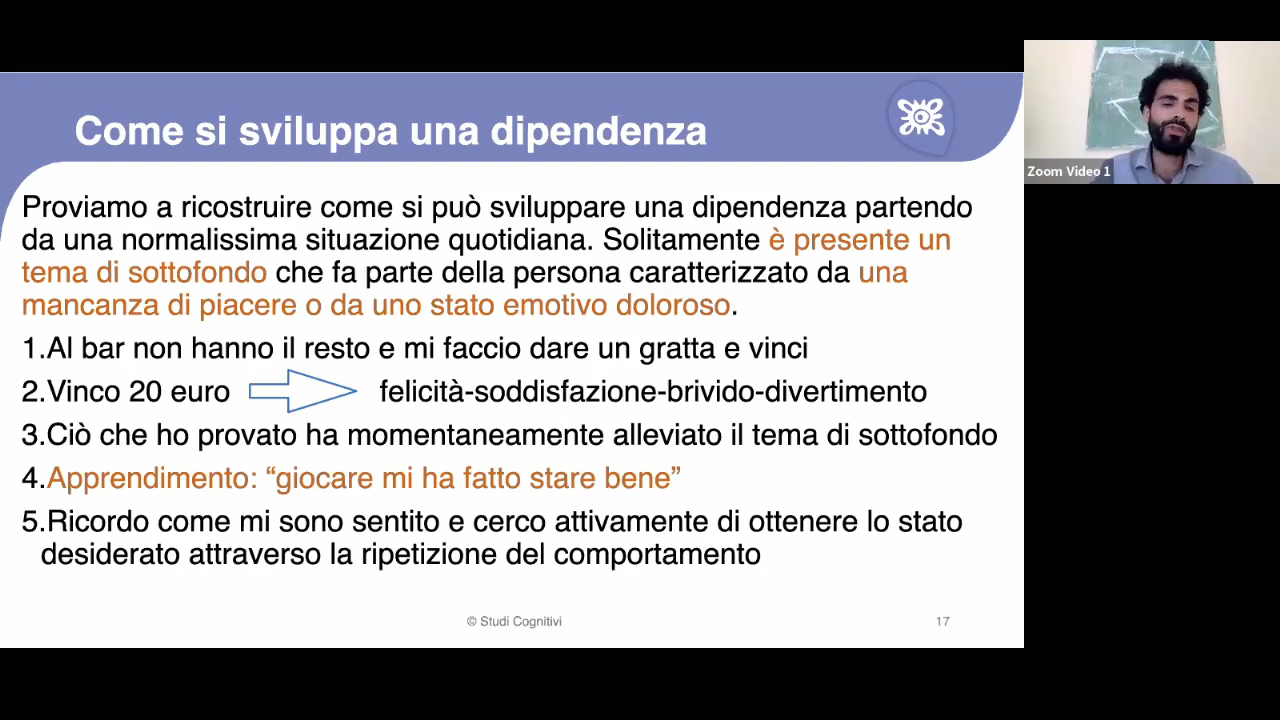 Come si sviluppa una dipendenza
Zoom Video 1
Proviamo a ricostruire come si può sviluppare una dipendenza partendo
da una normalissima situazione quotidiana. Solitamente è presente un
tema di sottofondo che fa parte della persona caratterizzato da una
mancanza di piacere o da uno stato emotivo doloroso.
1.Al bar non hanno il resto e mi faccio dare un gratta e vinci
2.Vinco 20 euro felicità-soddisfazione-brivido-divertimento
3.Ciò che ho provato ha momentaneamente alleviato il tema di sottofondo
4.Apprendimento: “giocare mi ha fatto stare bene”
5.Ricordo come mi sono sentito e cerco attivamente di ottenere lo stato
desiderato attraverso la ripetizione del comportamento
© Studi Cognitivi
17